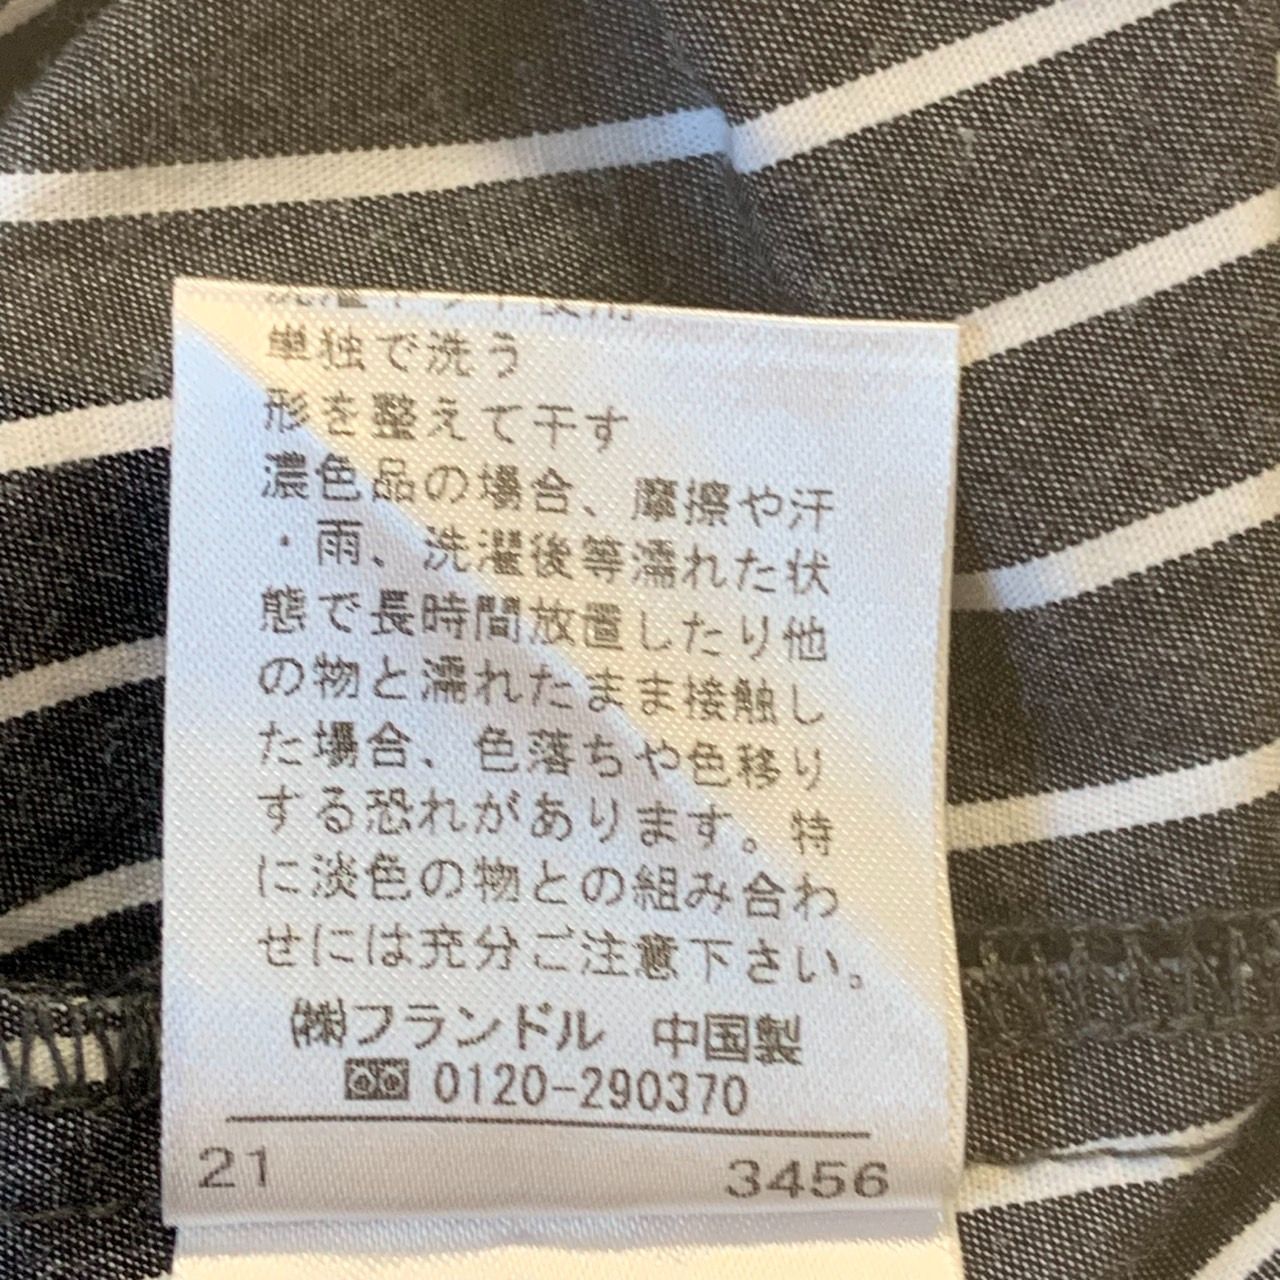 単独で洗う
形を整えて干す
濃色品の場合、摩擦や汗
・雨、洗濯後等濡れた状
態で長時間放置したり他
の物と濡れたまま接触し
た場合、色落ちや色移り
する恐れがあります。特
に淡色の物との組み合わ
せには充分ご注意下さい。
㈱フランドル 中国製
0120-290370
21 3456